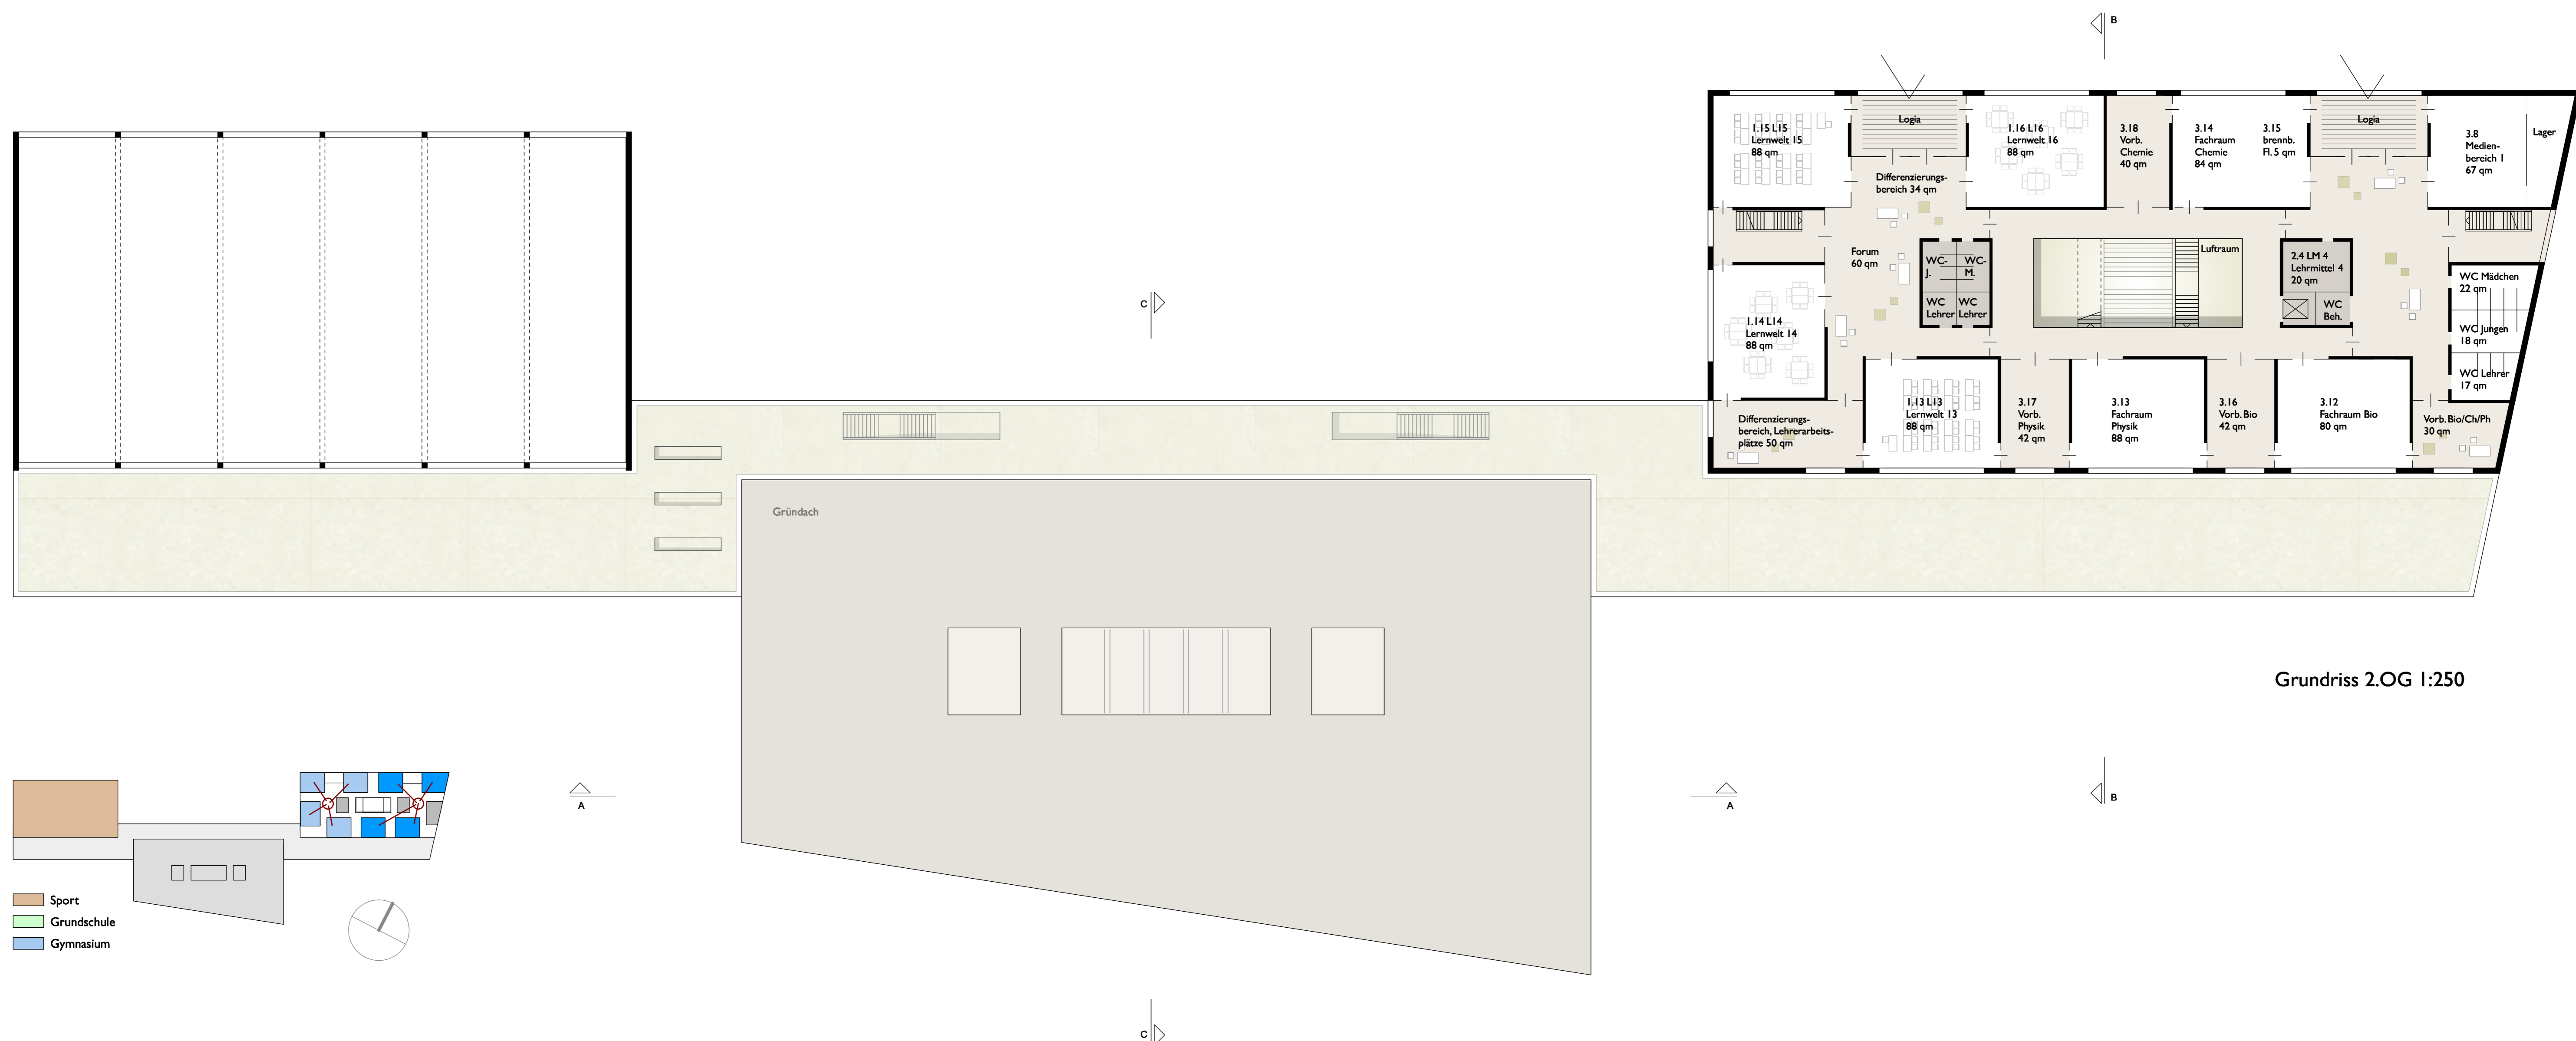 B
1.15 L15
Lernwelt 15
88 qm
Logia
1.16 L16
Lernwelt 16
88 qm
3.18
Vorb.
Chemie
40 qm
3.14
Fachraum
Chemie
84 qm
3.15
brennb.
Fl. 5 qm
Logia
3.8
Medien-
bereich 1
67 qm
Lager
Differenzierungs-
bereich 34 qm
Forum
60 qm
WC-
J.
WC-
M.
WC
Lehrer
WC
Lehrer
Luftraum
2.4 LM 4
Lehrmittel 4
20 qm
WC
Beh.
WC Mädchen
22 qm
WC Jungen
18 qm
WC Lehrer
17 qm
C
1.14 L14
Lernwelt 14
88 qm
Differenzierungs-
bereich, Lehrerarbeits-
plätze 50 qm
1.13 L13
Lernwelt 13
88 qm
3.17
Vorb.
Physik
42 qm
3.13
Fachraum
Physik
88 qm
3.16
Vorb. Bio
42 qm
3.12
Fachraum Bio
80 qm
Vorb. Bio/Ch/Ph
30 qm
Gründach
Grundriss 2.OG 1:250
A
A
B
Sport
Grundschule
Gymnasium
C